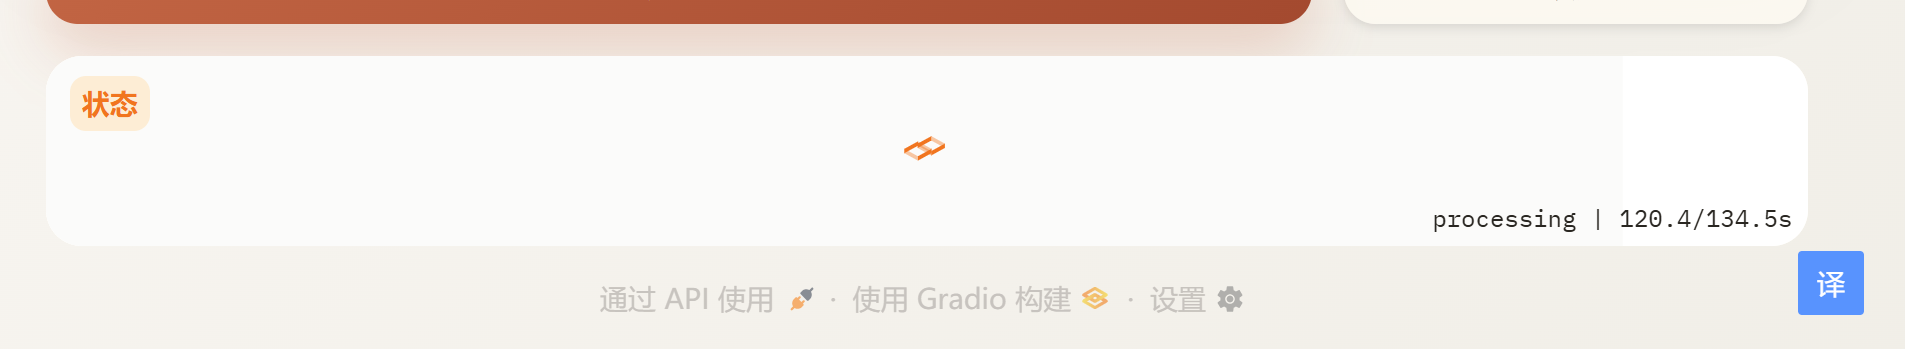 状态
processing | 120.4/134.5s
通过 API 使用 · 使用 Gradio 构建 · 设置
译